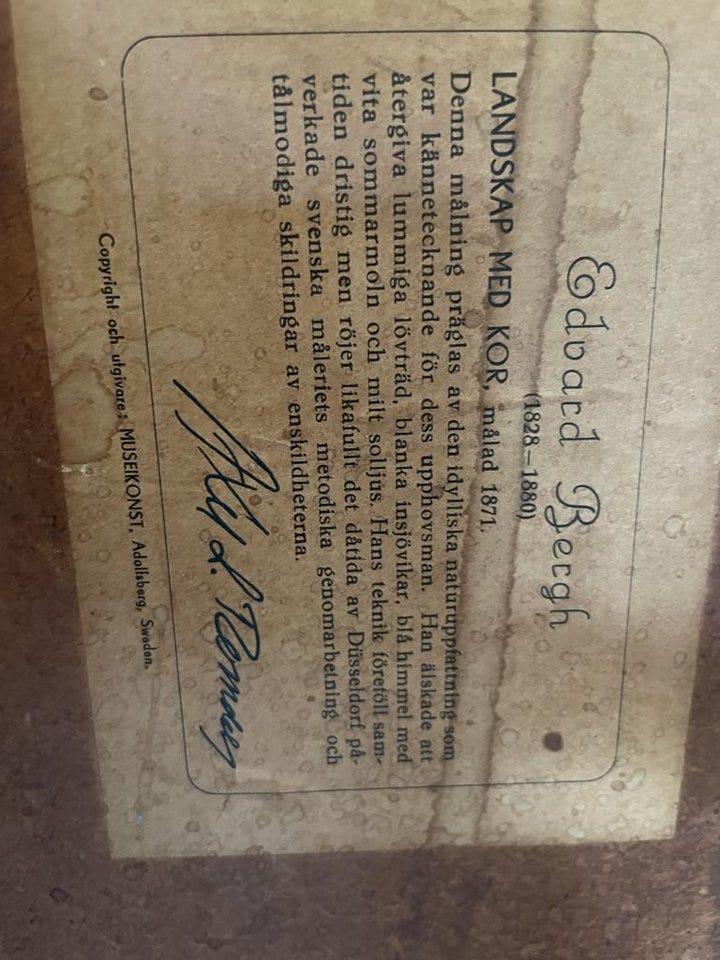 Edvard Bergh
(1828–1880)
LANDSKAP MED KOR, målad 1871.
Denna målning präglas av den idylliska naturuppfattning som
var kännetecknande för dess upphovsman. Han älskade att
återgiva lummiga lövträd, blanka insjövikar, blå himmel med
vita sommarmoln och milt solljus. Hans teknik föreföll sam-
tiden dristig men röjer likafullt det dåtida av Düsseldorf på-
verkade svenska måleriets metodiska genomarbetning och
tålmodiga skildringar av enskildheterna.
Axel L. Romdahl
Copyright och utgivare: MUSEIKONST, Adolfsberg, Sweden.